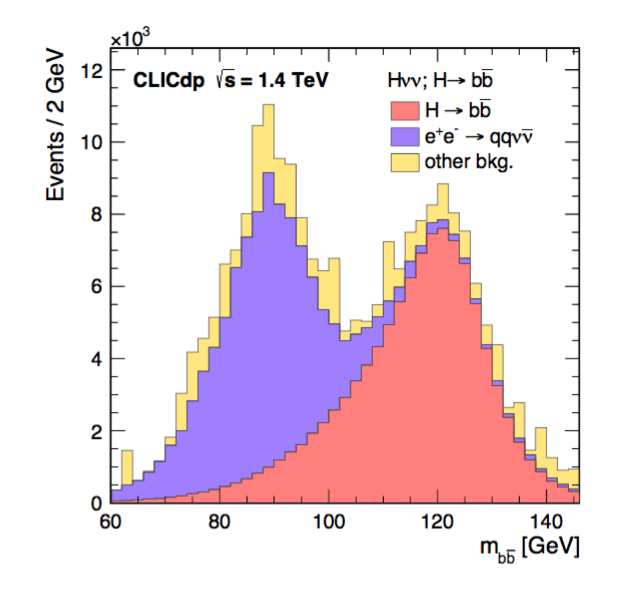 ×10³
Events / 2 GeV
12
10
8
6
4
2
0
CLICdp √s = 1.4 TeV
Hνν; H→ bb̅
H → bb̅
e⁺e⁻ → qqνν̅
other bkg.
60 80 100 120 140
m_bb̅ [GeV]